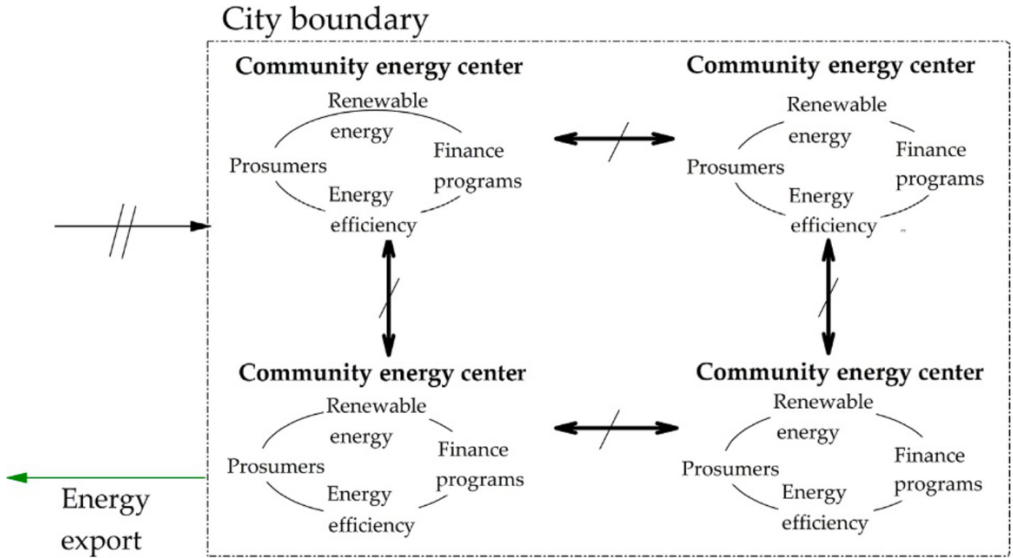 City boundary
Community energy center
Renewable
energy
Prosumers
Finance
programs
Energy
efficiency
Community energy center
Renewable
energy
Prosumers
Finance
programs
Energy
efficiency
Community energy center
Renewable
energy
Prosumers
Finance
programs
Energy
efficiency
Community energy center
Renewable
energy
Prosumers
Finance
programs
Energy
efficiency
Energy
export